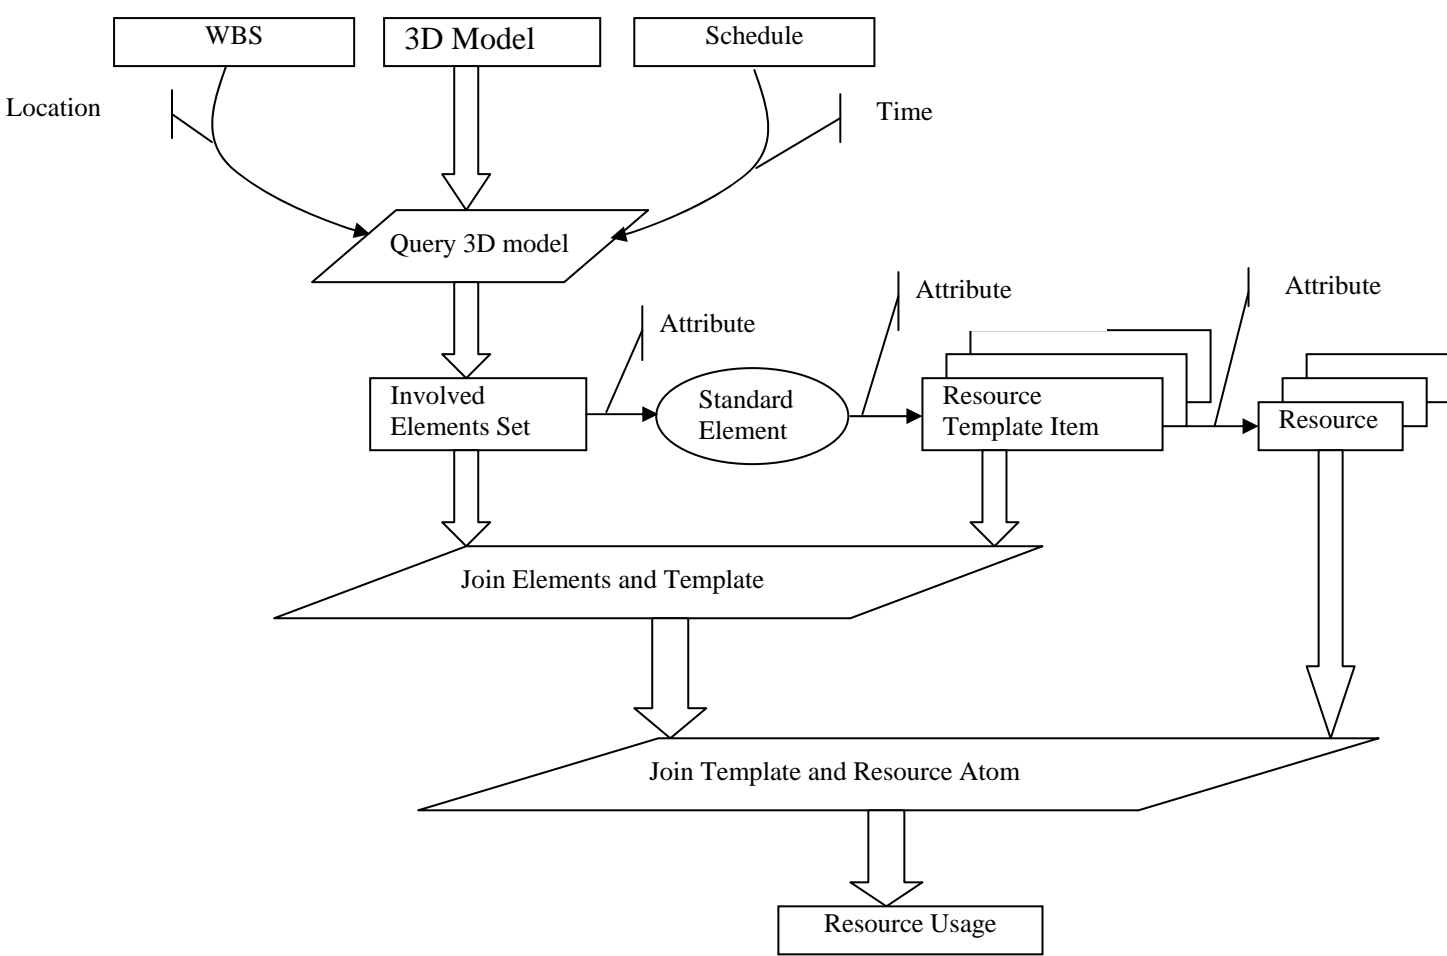 WBS
3D Model
Schedule
Location
Time
Query 3D model
Attribute
Attribute
Attribute
Involved
Elements Set
Standard
Element
Resource
Template Item
Resource
Join Elements and Template
Join Template and Resource Atom
Resource Usage